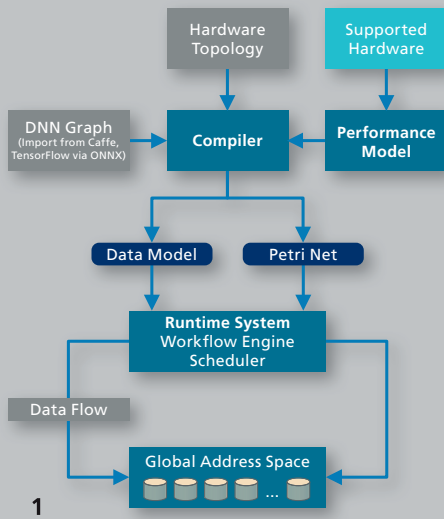 Hardware
Topology
Supported
Hardware
DNN Graph
(Import from Caffe,
TensorFlow via ONNX)
Compiler
Performance
Model
Data Model
Petri Net
Runtime System
Workflow Engine
Scheduler
Data Flow
Global Address Space
...
1